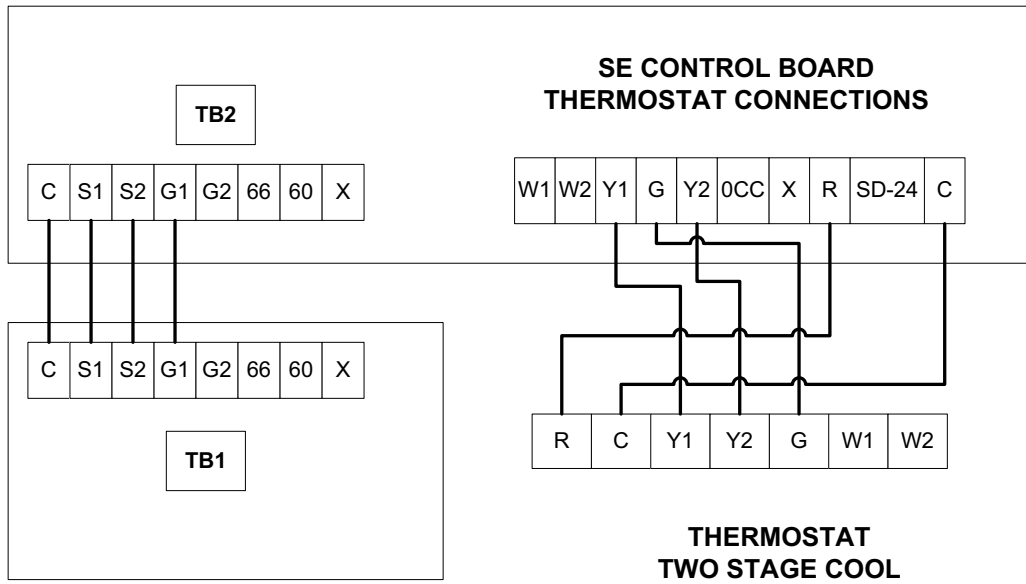 SE CONTROL BOARD
THERMOSTAT CONNECTIONS
TB2
C S1 S2 G1 G2 66 60 X
W1 W2 Y1 G Y2 0CC X R SD-24 C
C S1 S2 G1 G2 66 60 X
TB1
R C Y1 Y2 G W1 W2
THERMOSTAT
TWO STAGE COOL